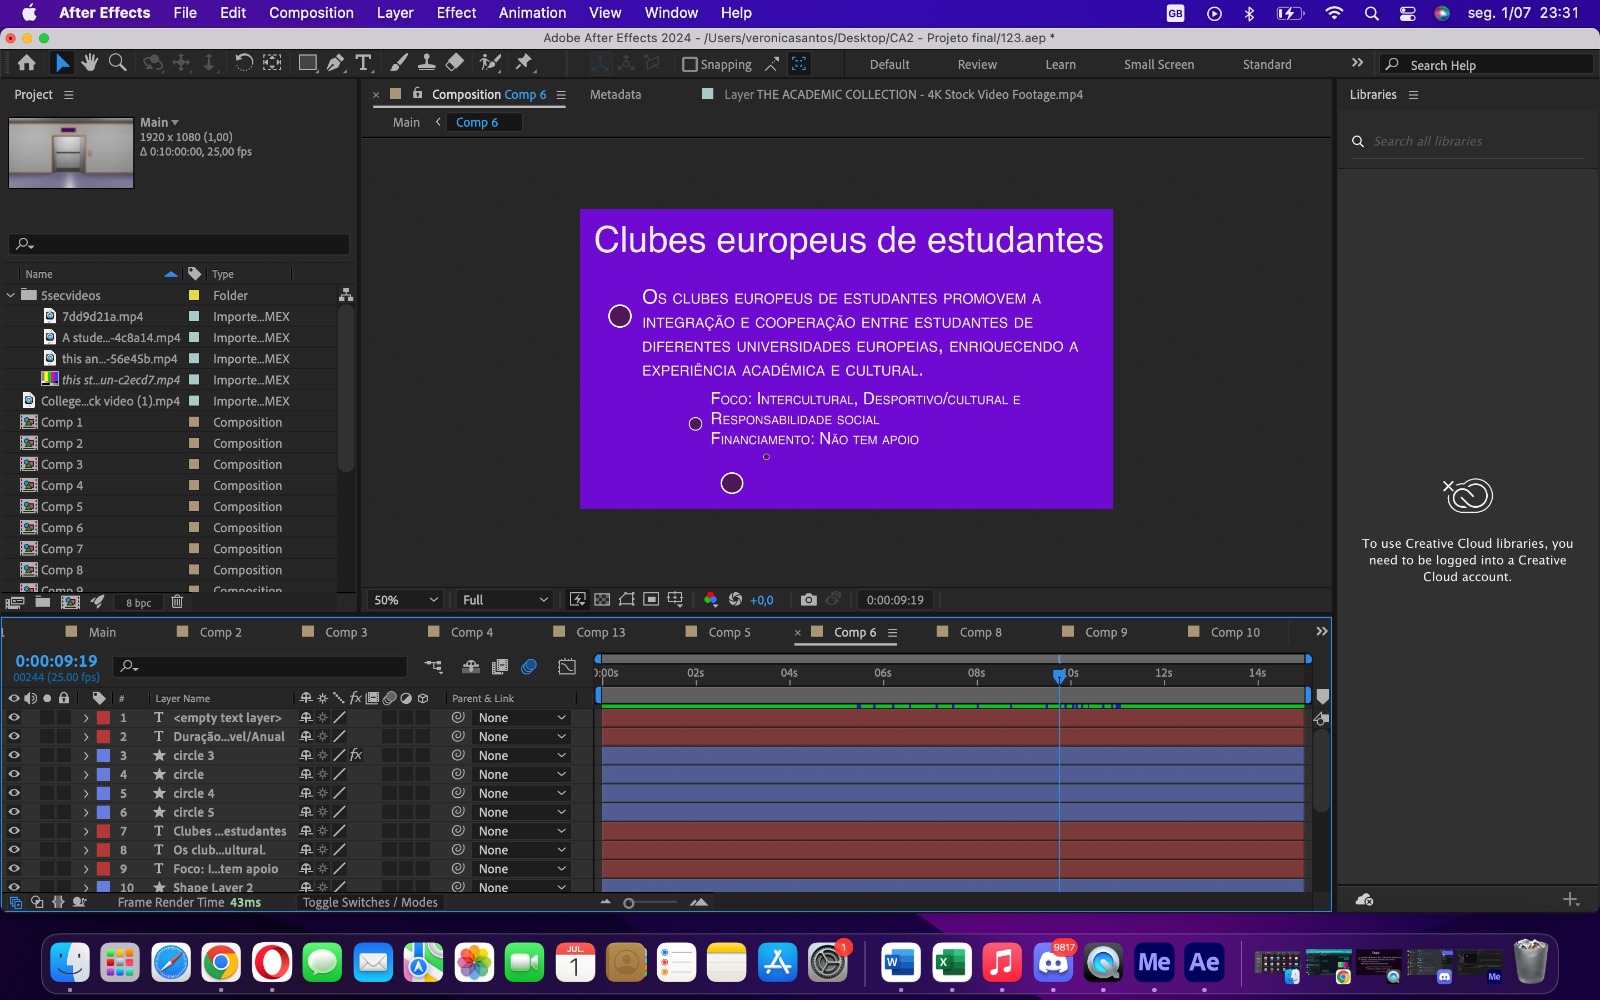 After Effects File Edit Composition Layer Effect Animation View Window Help GB seg. 1/07 23:31
Adobe After Effects 2024 - /Users/veronicasantos/Desktop/CA2 - Projeto final/123.aep *
Snapping Default Review Learn Small Screen Standard Search Help
Project
Composition Comp 6 Metadata Layer THE ACADEMIC COLLECTION - 4K Stock Video Footage.mp4
Libraries
Main
1920 x 1080 (1,00)
Δ 0:10:00:00, 25,00 fps
Main Comp 6
Search all libraries
Name Type
5secvideos Folder
7dd9d21a.mp4 Importe...MEX
A stude...-4c8a14.mp4 Importe...MEX
this an...-56e45b.mp4 Importe...MEX
this st...un-c2ecd7.mp4 Importe...MEX
College...ck video (1).mp4 Importe...MEX
Comp 1 Composition
Comp 2 Composition
Comp 3 Composition
Comp 4 Composition
Comp 5 Composition
Comp 6 Composition
Comp 7 Composition
Comp 8 Composition
Comp 9 Composition
8 bpc
Clubes europeus de estudantes
Os clubes europeus de estudantes promovem a
integração e cooperação entre estudantes de
diferentes universidades europeias, enriquecendo a
experiência académica e cultural.
Foco: Intercultural, Desportivo/cultural e
Responsabilidade social
Financiamento: Não tem apoio
50% Full +0,0 0:00:09:19
To use Creative Cloud libraries, you
need to be logged into a Creative
Cloud account.
Main Comp 2 Comp 3 Comp 4 Comp 13 Comp 5 Comp 6 Comp 8 Comp 9 Comp 10
0:00:09:19
00244 (25.00 fps)
):00s 02s 04s 06s 08s 10s 12s 14s
# Layer Name fx Parent & Link
1 T <empty text layer> None
2 T Duração...vel/Anual None
3 circle 3 fx None
4 circle None
5 circle 4 None
6 circle 5 None
7 T Clubes ...estudantes None
8 T Os club...ultural. None
9 T Foco: I...tem apoio None
10 Shape Layer 2 None
Frame Render Time 43ms Toggle Switches / Modes
JUL 1 1 W X 9817 Me Ae Me